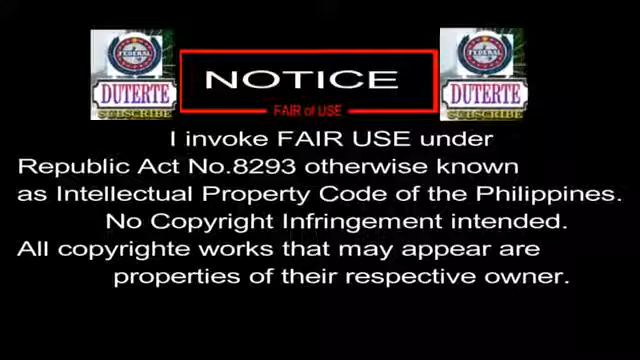 FEDERAL
DUTERTE
SUBSCRIBE
NOTICE
FAIR of USE
FEDERAL
DUTERTE
SUBSCRIBE
I invoke FAIR USE under
Republic Act No.8293 otherwise known
as Intellectual Property Code of the Philippines.
No Copyright Infringement intended.
All copyrighte works that may appear are
properties of their respective owner.